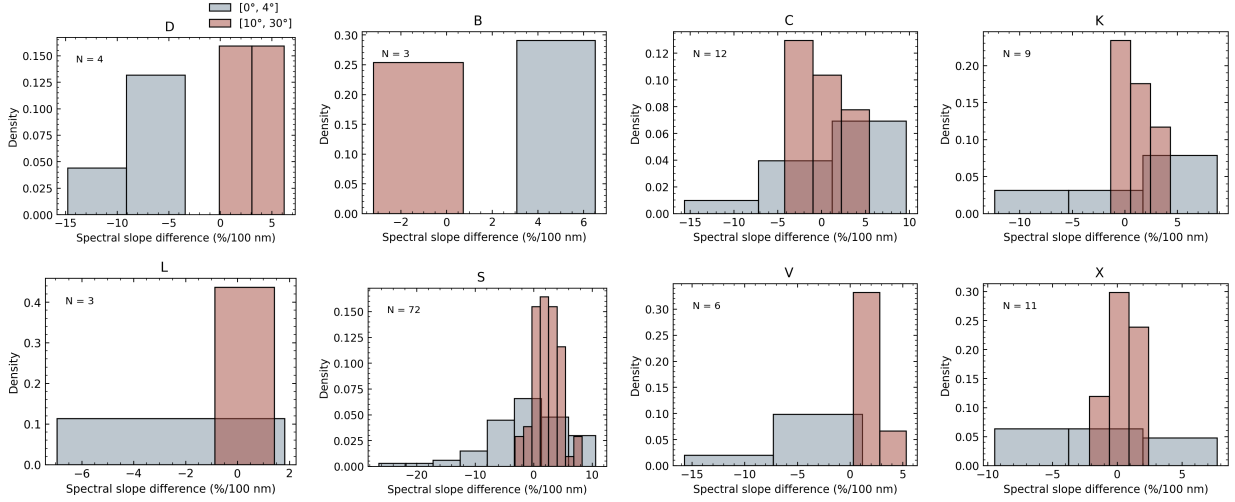 [0°, 4°]
[10°, 30°]
D
N = 4
Density
0.000
0.025
0.050
0.075
0.100
0.125
0.150
−15
−10
−5
0
5
Spectral slope difference (%/100 nm)
B
N = 3
Density
0.00
0.05
0.10
0.15
0.20
0.25
0.30
−2
0
2
4
6
Spectral slope difference (%/100 nm)
C
N = 12
Density
0.00
0.02
0.04
0.06
0.08
0.10
0.12
−15
−10
−5
0
5
10
Spectral slope difference (%/100 nm)
K
N = 9
Density
0.00
0.05
0.10
0.15
0.20
−10
−5
0
5
Spectral slope difference (%/100 nm)
L
N = 3
Density
0.0
0.1
0.2
0.3
0.4
−6
−4
−2
0
2
Spectral slope difference (%/100 nm)
S
N = 72
Density
0.000
0.025
0.050
0.075
0.100
0.125
0.150
−20
−10
0
10
Spectral slope difference (%/100 nm)
V
N = 6
Density
0.00
0.05
0.10
0.15
0.20
0.25
0.30
−15
−10
−5
0
5
Spectral slope difference (%/100 nm)
X
N = 11
Density
0.00
0.05
0.10
0.15
0.20
0.25
0.30
−10
−5
0
5
Spectral slope difference (%/100 nm)